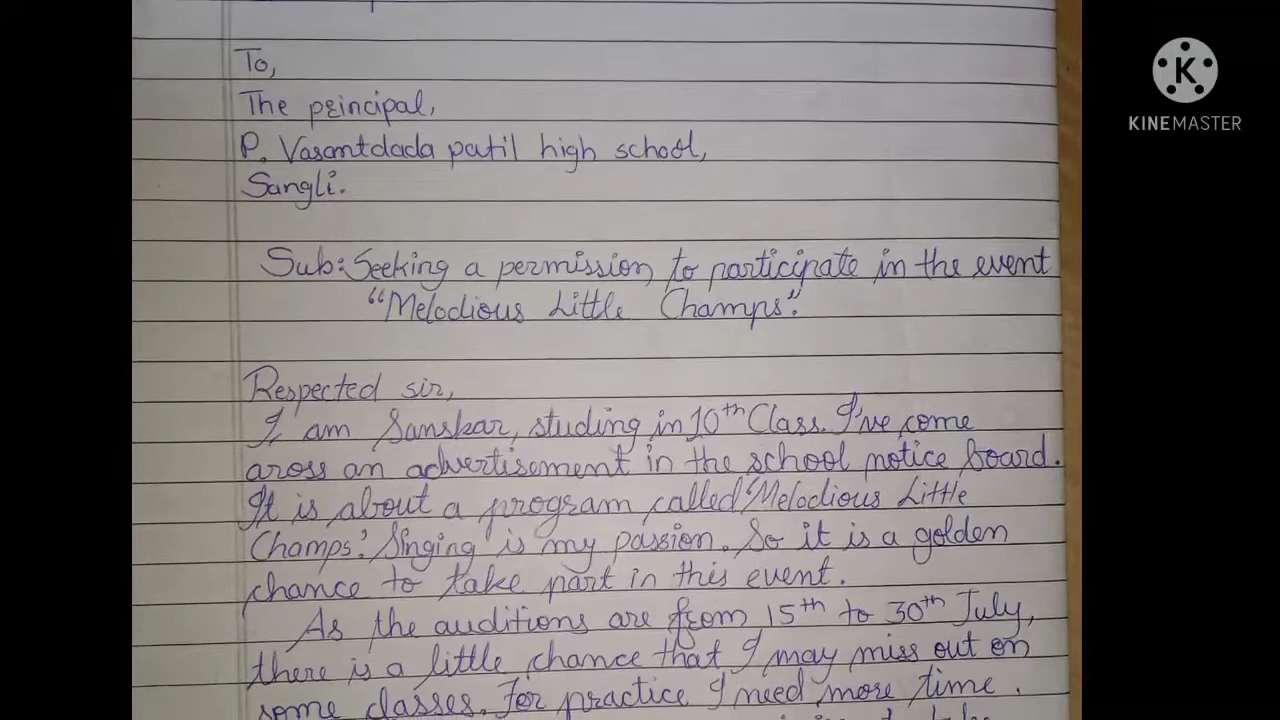 To,
The principal,
P. Vasantdada patil high school,
Sangli.
Sub: Seeking a permission to participate in the event
"Melodious Little Champs".
Respected sir,
I am Sanskar, studing in 10th Class. I've come
aross an advertisement in the school notice board.
It is about a program called 'Melodious Little
Champs'. Singing is my passion. So it is a golden
chance to take part in this event.
As the auditions are from 15th to 30th July,
there is a little chance that I may miss out on
some classes. For practice I need more time.
KINEMASTER